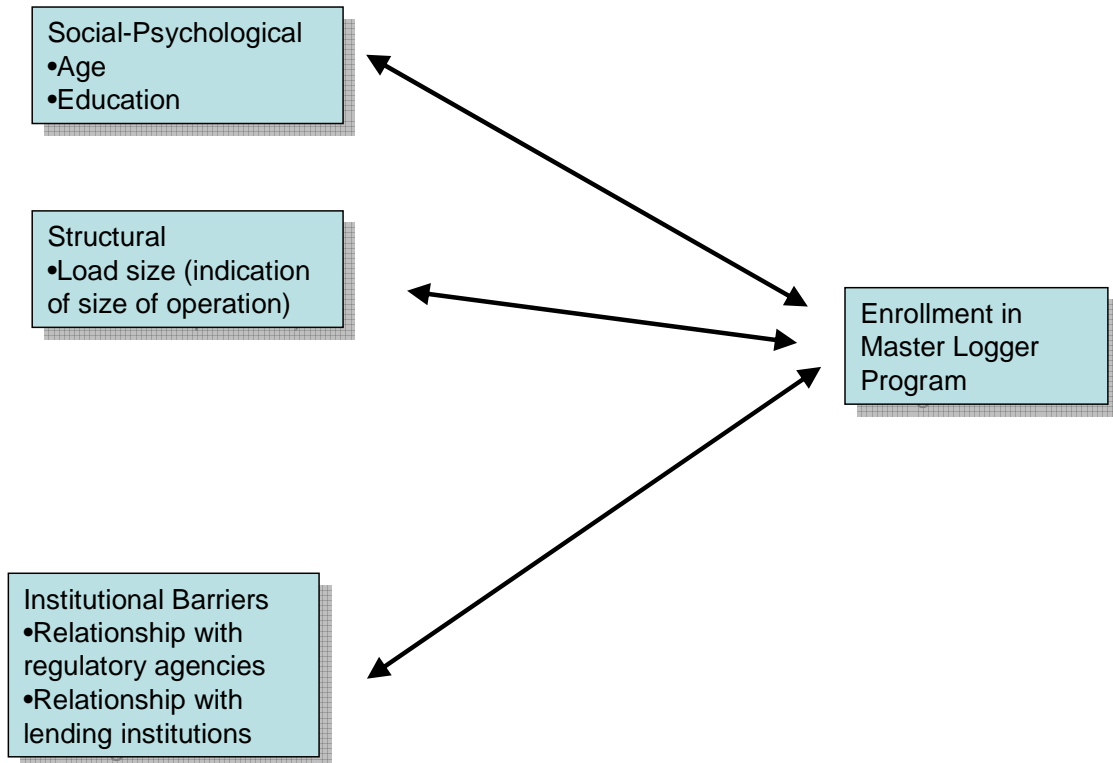 Social-Psychological
•Age
•Education
Structural
•Load size (indication
of size of operation)
Enrollment in
Master Logger
Program
Institutional Barriers
•Relationship with
regulatory agencies
•Relationship with
lending institutions